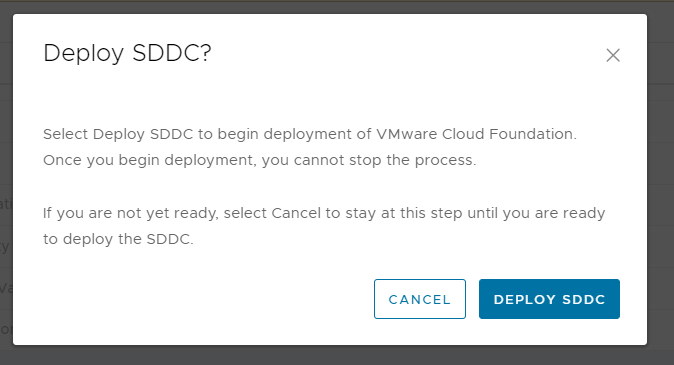 Deploy SDDC?
Select Deploy SDDC to begin deployment of VMware Cloud Foundation.
Once you begin deployment, you cannot stop the process.
If you are not yet ready, select Cancel to stay at this step until you are ready
to deploy the SDDC.
CANCEL
DEPLOY SDDC